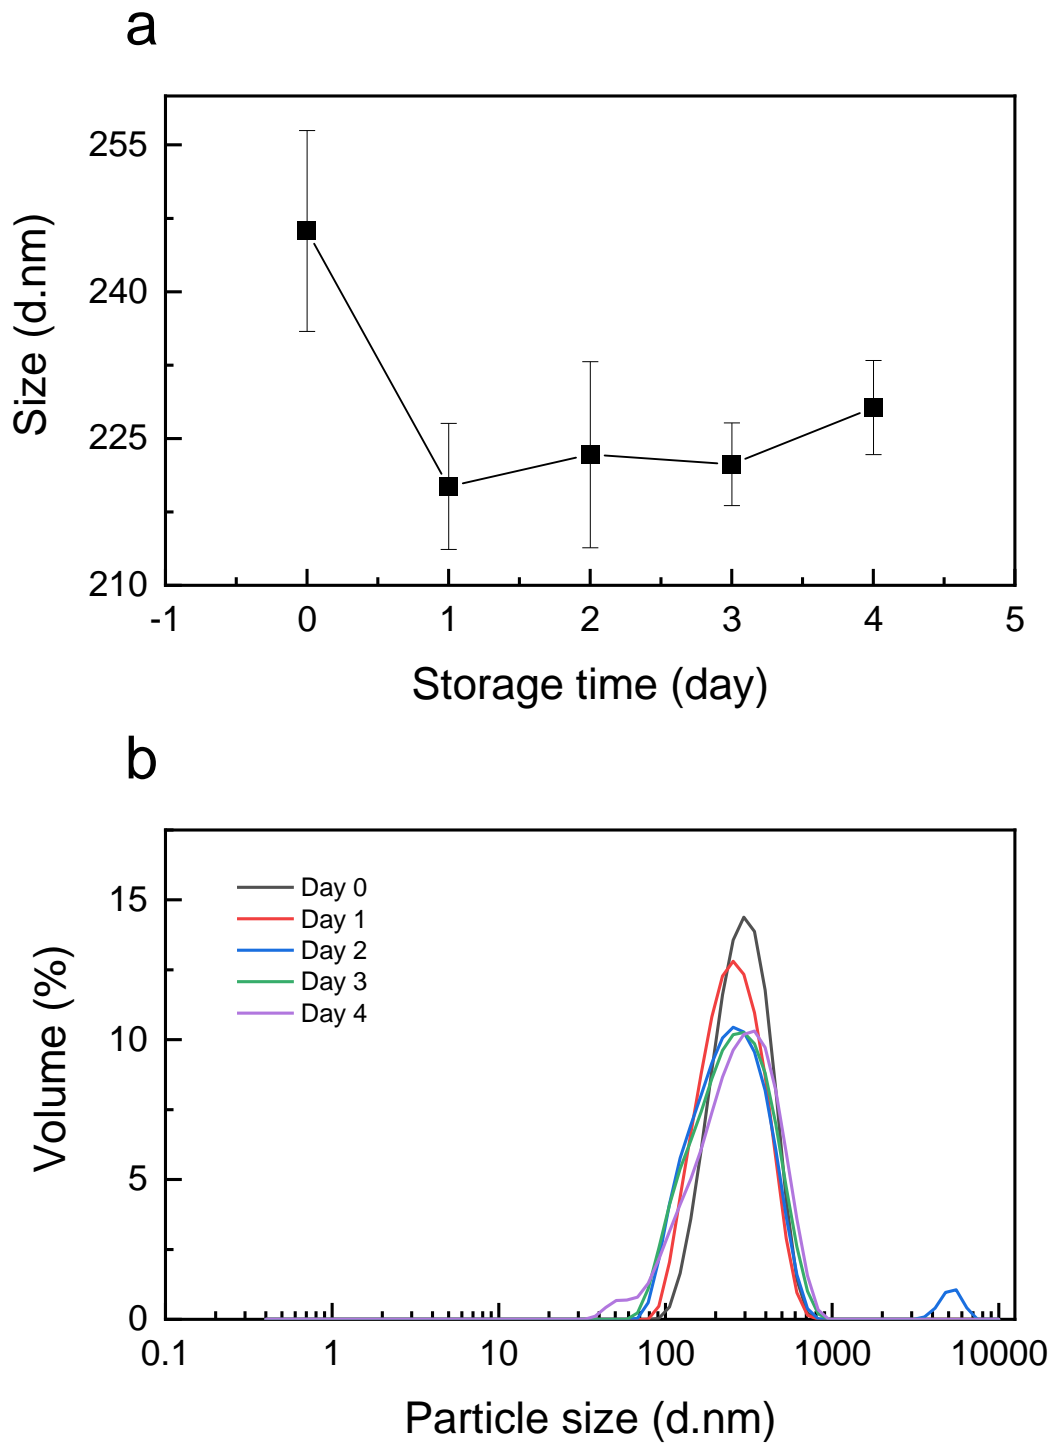 a
255
240
225
210
Size (d.nm)
-1 0 1 2 3 4 5
Storage time (day)
b
15
10
5
0
Volume (%)
Day 0
Day 1
Day 2
Day 3
Day 4
0.1 1 10 100 1000 10000
Particle size (d.nm)